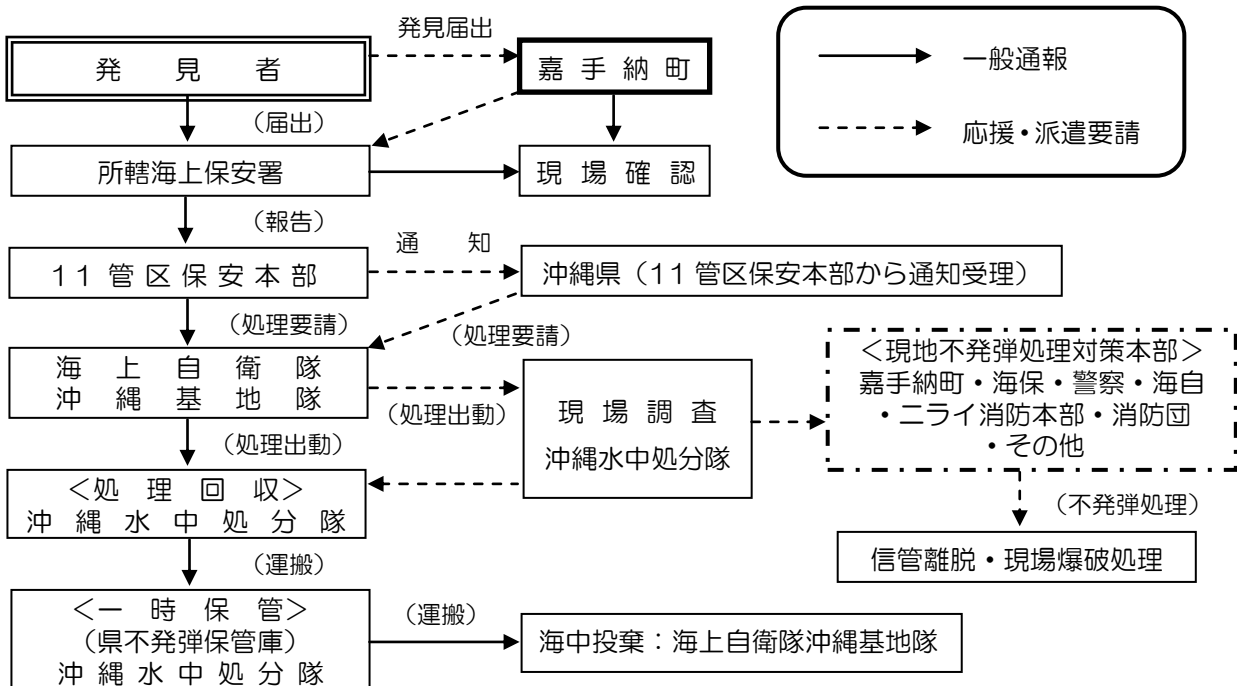 発見届出
発見者
嘉手納町
一般通報
応援・派遣要請
（届出）
所轄海上保安署
現場確認
（報告）
通知
11管区保安本部
沖縄県（11管区保安本部から通知受理）
（処理要請）
（処理要請）
海上自衛隊
沖縄基地隊
（処理出動）
現場調査
沖縄水中処分隊
＜現地不発弾処理対策本部＞
嘉手納町・海保・警察・海自
・ニライ消防本部・消防団
・その他
（処理出動）
＜処理回収＞
沖縄水中処分隊
（不発弾処理）
信管離脱・現場爆破処理
（運搬）
＜一時保管＞
（県不発弾保管庫）
沖縄水中処分隊
（運搬）
海中投棄：海上自衛隊沖縄基地隊